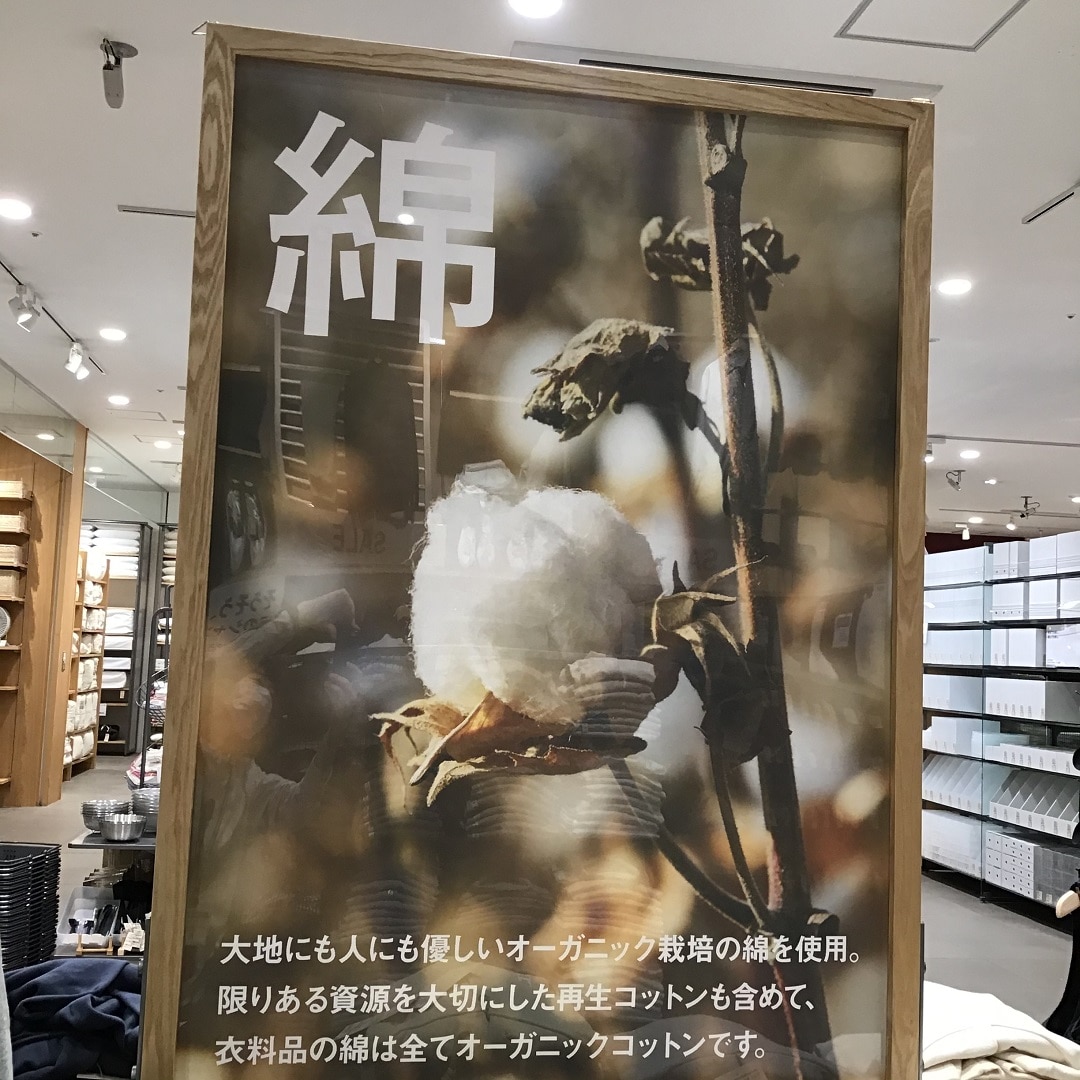 綿
大地にも人にも優しいオーガニック栽培の綿を使用。
限りある資源を大切にした再生コットンも含めて、
衣料品の綿は全てオーガニックコットンです。
SALE